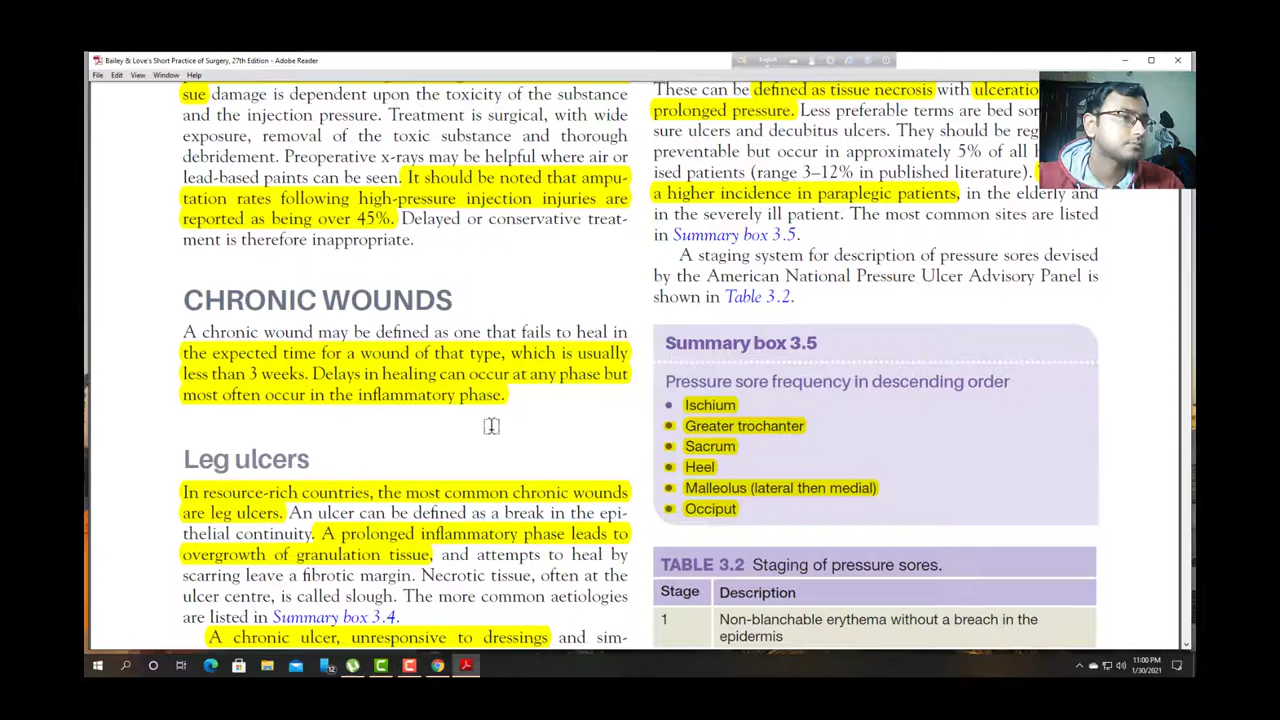 Bailey & Love's Short Practice of Surgery, 27th Edition - Adobe Reader
English
File Edit View Window Help
sue damage is dependent upon the toxicity of the substance
and the injection pressure. Treatment is surgical, with wide
exposure, removal of the toxic substance and thorough
debridement. Preoperative x-rays may be helpful where air or
lead-based paints can be seen. It should be noted that ampu-
tation rates following high-pressure injection injuries are
reported as being over 45%. Delayed or conservative treat-
ment is therefore inappropriate.
CHRONIC WOUNDS
A chronic wound may be defined as one that fails to heal in
the expected time for a wound of that type, which is usually
less than 3 weeks. Delays in healing can occur at any phase but
most often occur in the inflammatory phase.
Leg ulcers
In resource-rich countries, the most common chronic wounds
are leg ulcers. An ulcer can be defined as a break in the epi-
thelial continuity. A prolonged inflammatory phase leads to
overgrowth of granulation tissue, and attempts to heal by
scarring leave a fibrotic margin. Necrotic tissue, often at the
ulcer centre, is called slough. The more common aetiologies
are listed in Summary box 3.4.
A chronic ulcer, unresponsive to dressings and sim-
These can be defined as tissue necrosis with ulceratio
prolonged pressure. Less preferable terms are bed sor
sure ulcers and decubitus ulcers. They should be reg
preventable but occur in approximately 5% of all h
ised patients (range 3–12% in published literature).
a higher incidence in paraplegic patients, in the elderly and
in the severely ill patient. The most common sites are listed
in Summary box 3.5.
A staging system for description of pressure sores devised
by the American National Pressure Ulcer Advisory Panel is
shown in Table 3.2.
Summary box 3.5
Pressure sore frequency in descending order
● Ischium
● Greater trochanter
● Sacrum
● Heel
● Malleolus (lateral then medial)
● Occiput
TABLE 3.2 Staging of pressure sores.
Stage Description
1 Non-blanchable erythema without a breach in the
epidermis
12
11:00 PM
1/30/2021